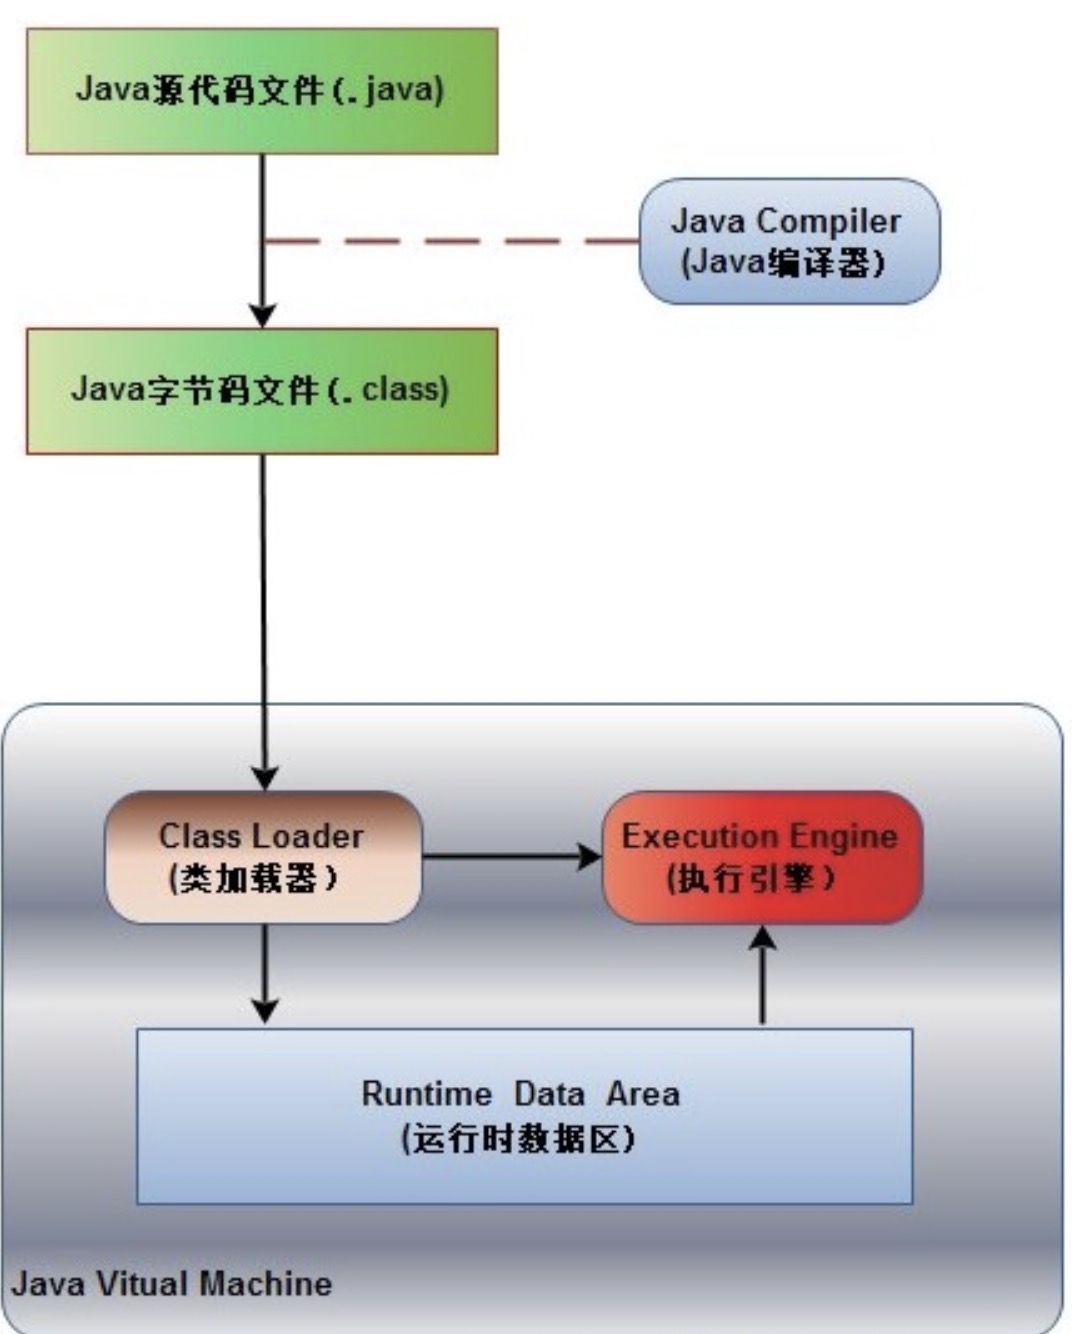 Java源代码文件(.java)
Java Compiler
(Java编译器)
Java字节码文件(.class)
Class Loader
(类加载器)
Execution Engine
(执行引擎)
Runtime Data Area
(运行时数据区)
Java Vitual Machine